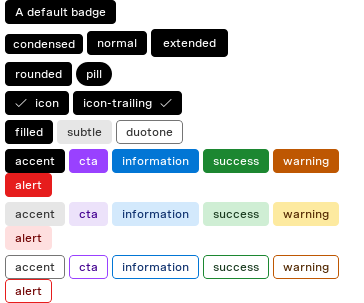 A default badge
condensed normal extended
rounded pill
icon icon-trailing
filled subtle duotone
accent cta information success warning
alert
accent cta information success warning
alert
accent cta information success warning
alert